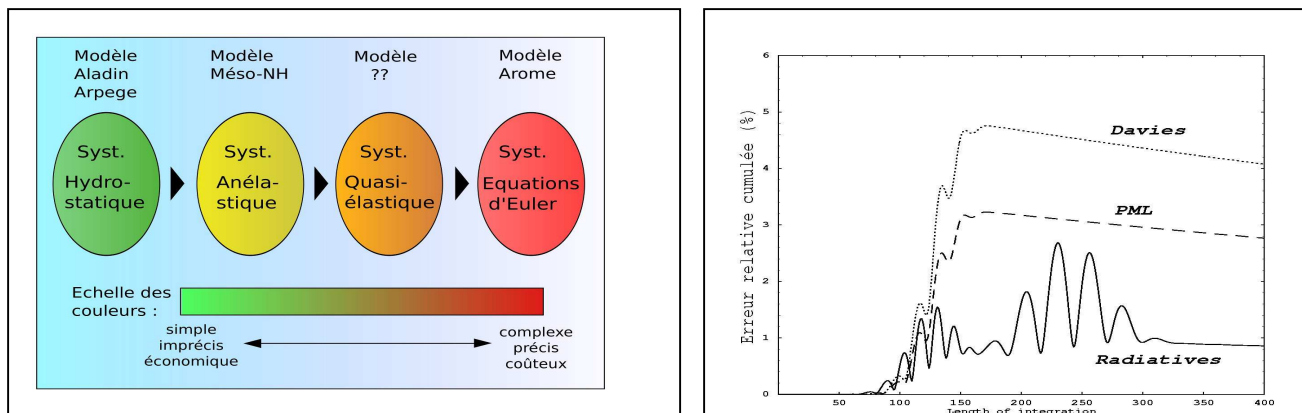 Modèle
Aladin
Arpege
Modèle
Méso-NH
Modèle
??
Modèle
Arome
Syst.
Hydro-
statique
Syst.
Anéla-
stique
Syst.
Quasi-
élastique
Syst.
Equations
d'Euler
Echelle des
couleurs :
simple
imprécis
économique
complexe
précis
coûteux
Erreur relative cumulée (%)
6
5
4
3
2
1
0
Davies
PML
Radiatives
50 100 150 200 250 300 350 400
Length of integration